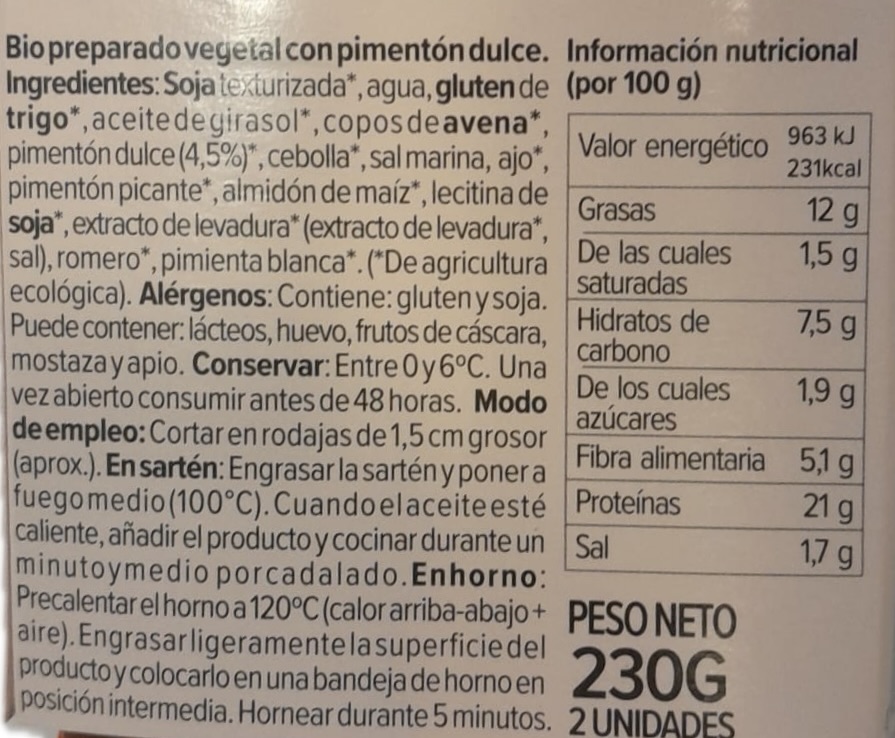 Bio preparado vegetal con pimentón dulce.
Ingredientes: Soja texturizada*, agua, gluten de
trigo*, aceite de girasol*, copos de avena*,
pimentón dulce (4,5%)*, cebolla*, sal marina, ajo*,
pimentón picante*, almidón de maíz*, lecitina de
soja*, extracto de levadura* (extracto de levadura*,
sal), romero*, pimienta blanca*. (*De agricultura
ecológica). Alérgenos: Contiene: gluten y soja.
Puede contener: lácteos, huevo, frutos de cáscara,
mostaza y apio. Conservar: Entre 0 y 6ºC. Una
vez abierto consumir antes de 48 horas. Modo
de empleo: Cortar en rodajas de 1,5 cm grosor
(aprox.). En sartén: Engrasar la sartén y poner a
fuego medio (100°C). Cuando el aceite esté
caliente, añadir el producto y cocinar durante un
minuto y medio por cada lado. En horno:
Precalentar el horno a 120ºC (calor arriba-abajo +
aire). Engrasar ligeramente la superficie del
producto y colocarlo en una bandeja de horno en
posición intermedia. Hornear durante 5 minutos.
Información nutricional
(por 100 g)
Valor energético 963 kJ
231kcal
Grasas 12 g
De las cuales 1,5 g
saturadas
Hidratos de 7,5 g
carbono
De los cuales 1,9 g
azúcares
Fibra alimentaria 5,1 g
Proteínas 21 g
Sal 1,7 g
PESO NETO
230G
2 UNIDADES